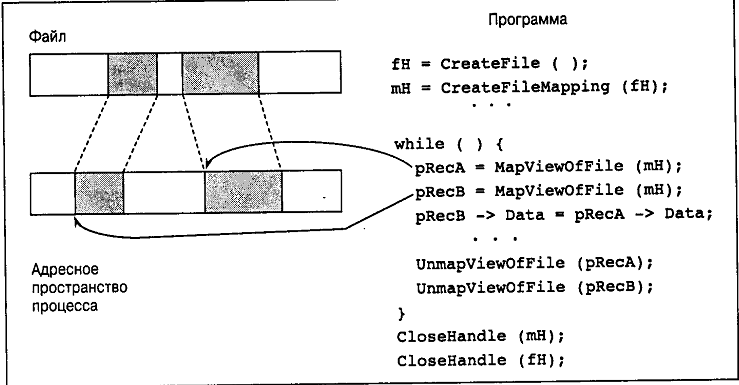 Файл
Адресное
пространство
процесса
Программа
fH = CreateFile ( );
mH = CreateFileMapping (fH);
. . .
while ( ) {
pRecA = MapViewOfFile (mH);
pRecB = MapViewOfFile (mH);
pRecB -> Data = pRecA -> Data;
. . .
UnmapViewOfFile (pRecA);
UnmapViewOfFile (pRecB);
}
CloseHandle (mH);
CloseHandle (fH);